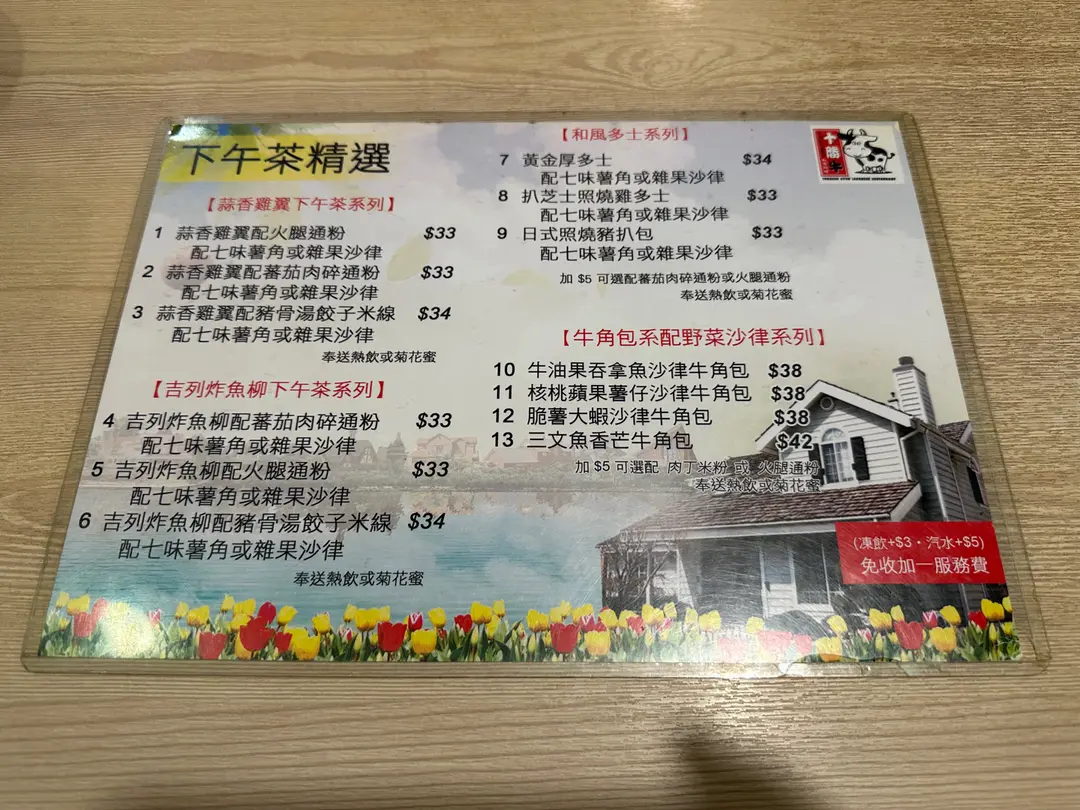 下午茶精選
【蒜香雞翼下午茶系列】
1 蒜香雞翼配火腿通粉 $33
配七味薯角或雜果沙律
2 蒜香雞翼配蕃茄肉碎通粉 $33
配七味薯角或雜果沙律
3 蒜香雞翼配豬骨湯餃子米線 $34
配七味薯角或雜果沙律
奉送熱飲或菊花蜜
【吉列炸魚柳下午茶系列】
4 吉列炸魚柳配蕃茄肉碎通粉 $33
配七味薯角或雜果沙律
5 吉列炸魚柳配火腿通粉 $33
配七味薯角或雜果沙律
6 吉列炸魚柳配豬骨湯餃子米線 $34
配七味薯角或雜果沙律
奉送熱飲或菊花蜜
【和風多士系列】
7 黃金厚多士 $34
配七味薯角或雜果沙律
8 扒芝士照燒雞多士 $33
配七味薯角或雜果沙律
9 日式照燒豬扒包 $33
配七味薯角或雜果沙律
加 $5 可選配蕃茄肉碎通粉或火腿通粉
奉送熱飲或菊花蜜
【牛角包系配野菜沙律系列】
10 牛油果吞拿魚沙律牛角包 $38
11 核桃蘋果薯仔沙律牛角包 $38
12 脆薯大蝦沙律牛角包 $38
13 三文魚香芒牛角包 $42
加 $5 可選配 肉丁米粉 或 火腿通粉
奉送熱飲或菊花蜜
十勝牛
(凍飲+$3・汽水+$5)
免收加一服務費